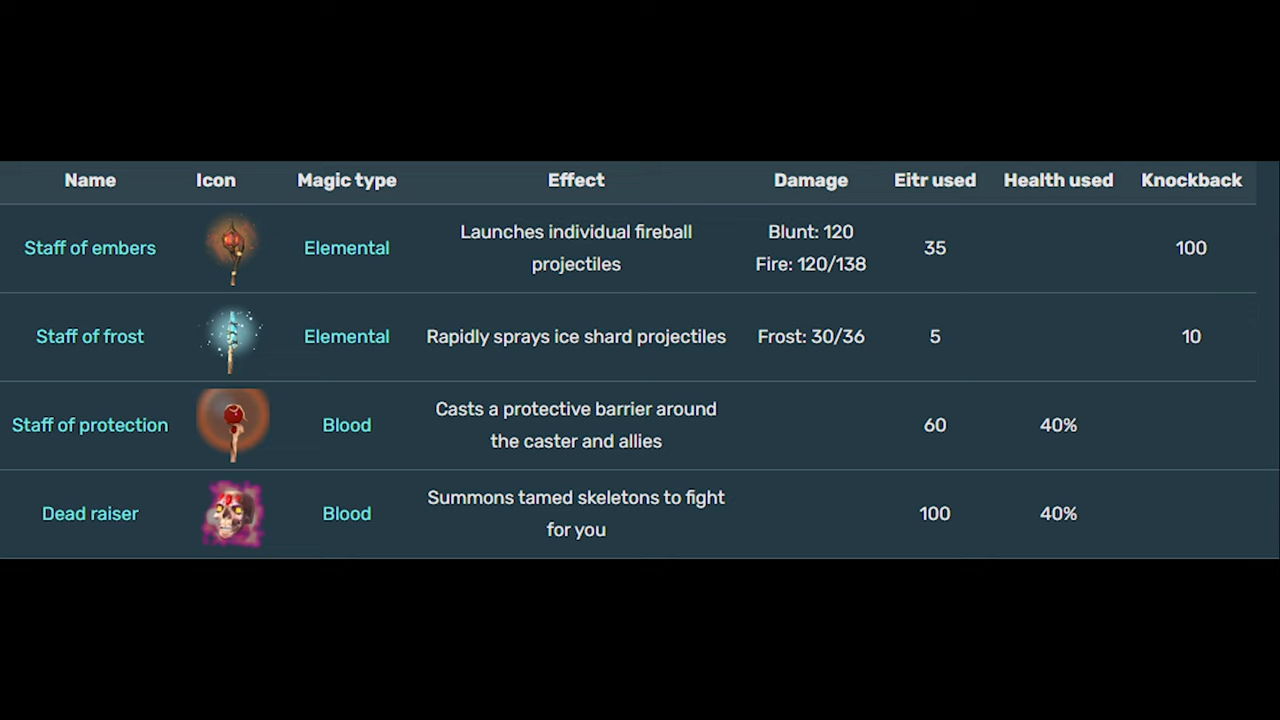 Name Icon Magic type Effect Damage Eitr used Health used Knockback
Staff of embers Elemental Launches individual fireball projectiles Blunt: 120 Fire: 120/138 35 100
Staff of frost Elemental Rapidly sprays ice shard projectiles Frost: 30/36 5 10
Staff of protection Blood Casts a protective barrier around the caster and allies 60 40%
Dead raiser Blood Summons tamed skeletons to fight for you 100 40%